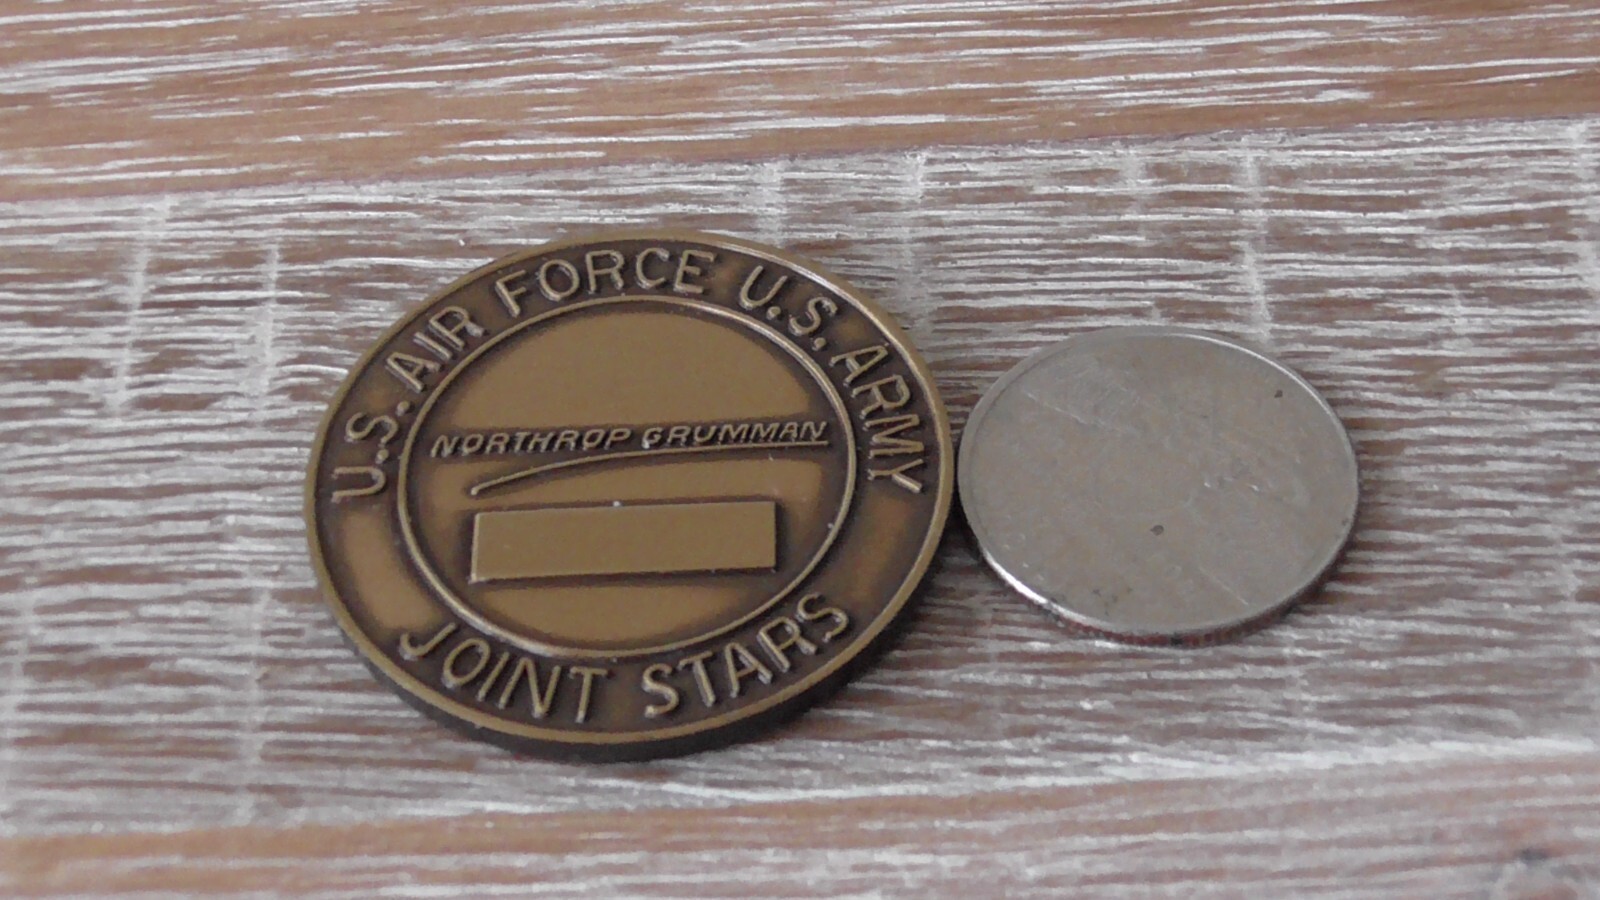 U.S. AIR FORCE U.S. ARMY
NORTHROP GRUMMAN
JOINT STARS